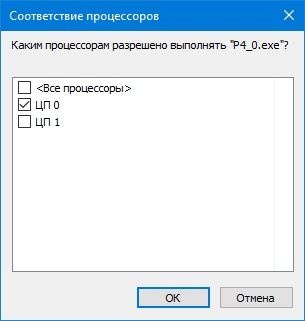 Соответствие процессоров
Каким процессорам разрешено выполнять "P4_0.exe"?
<Все процессоры>
ЦП 0
ЦП 1
OK
Отмена